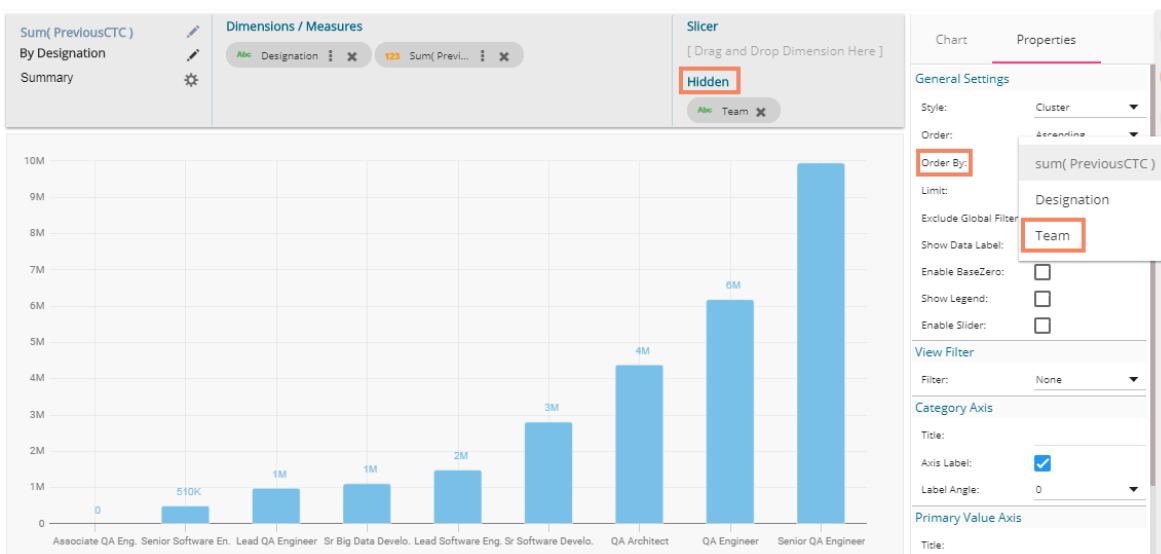 Sum( PreviousCTC )
By Designation
Summary
Dimensions / Measures
Abc Designation
123 Sum( Previ...
Slicer
[ Drag and Drop Dimension Here ]
Hidden
Abc Team
Chart Properties
General Settings
Style: Cluster
Order: Ascending
Order By:
sum( PreviousCTC )
Limit:
Designation
Exclude Global Filter
Team
Show Data Label:
Enable BaseZero:
Show Legend:
Enable Slider:
View Filter
Filter: None
Category Axis
Title:
Axis Label:
Label Angle: 0
Primary Value Axis
Title:
10M
9M
8M
7M
6M
5M
4M
3M
2M
1M
0
0
510K
1M
1M
2M
3M
4M
6M
Associate QA Eng. Senior Software En. Lead QA Engineer Sr Big Data Develo. Lead Software Eng. Sr Software Develo. QA Architect QA Engineer Senior QA Engineer